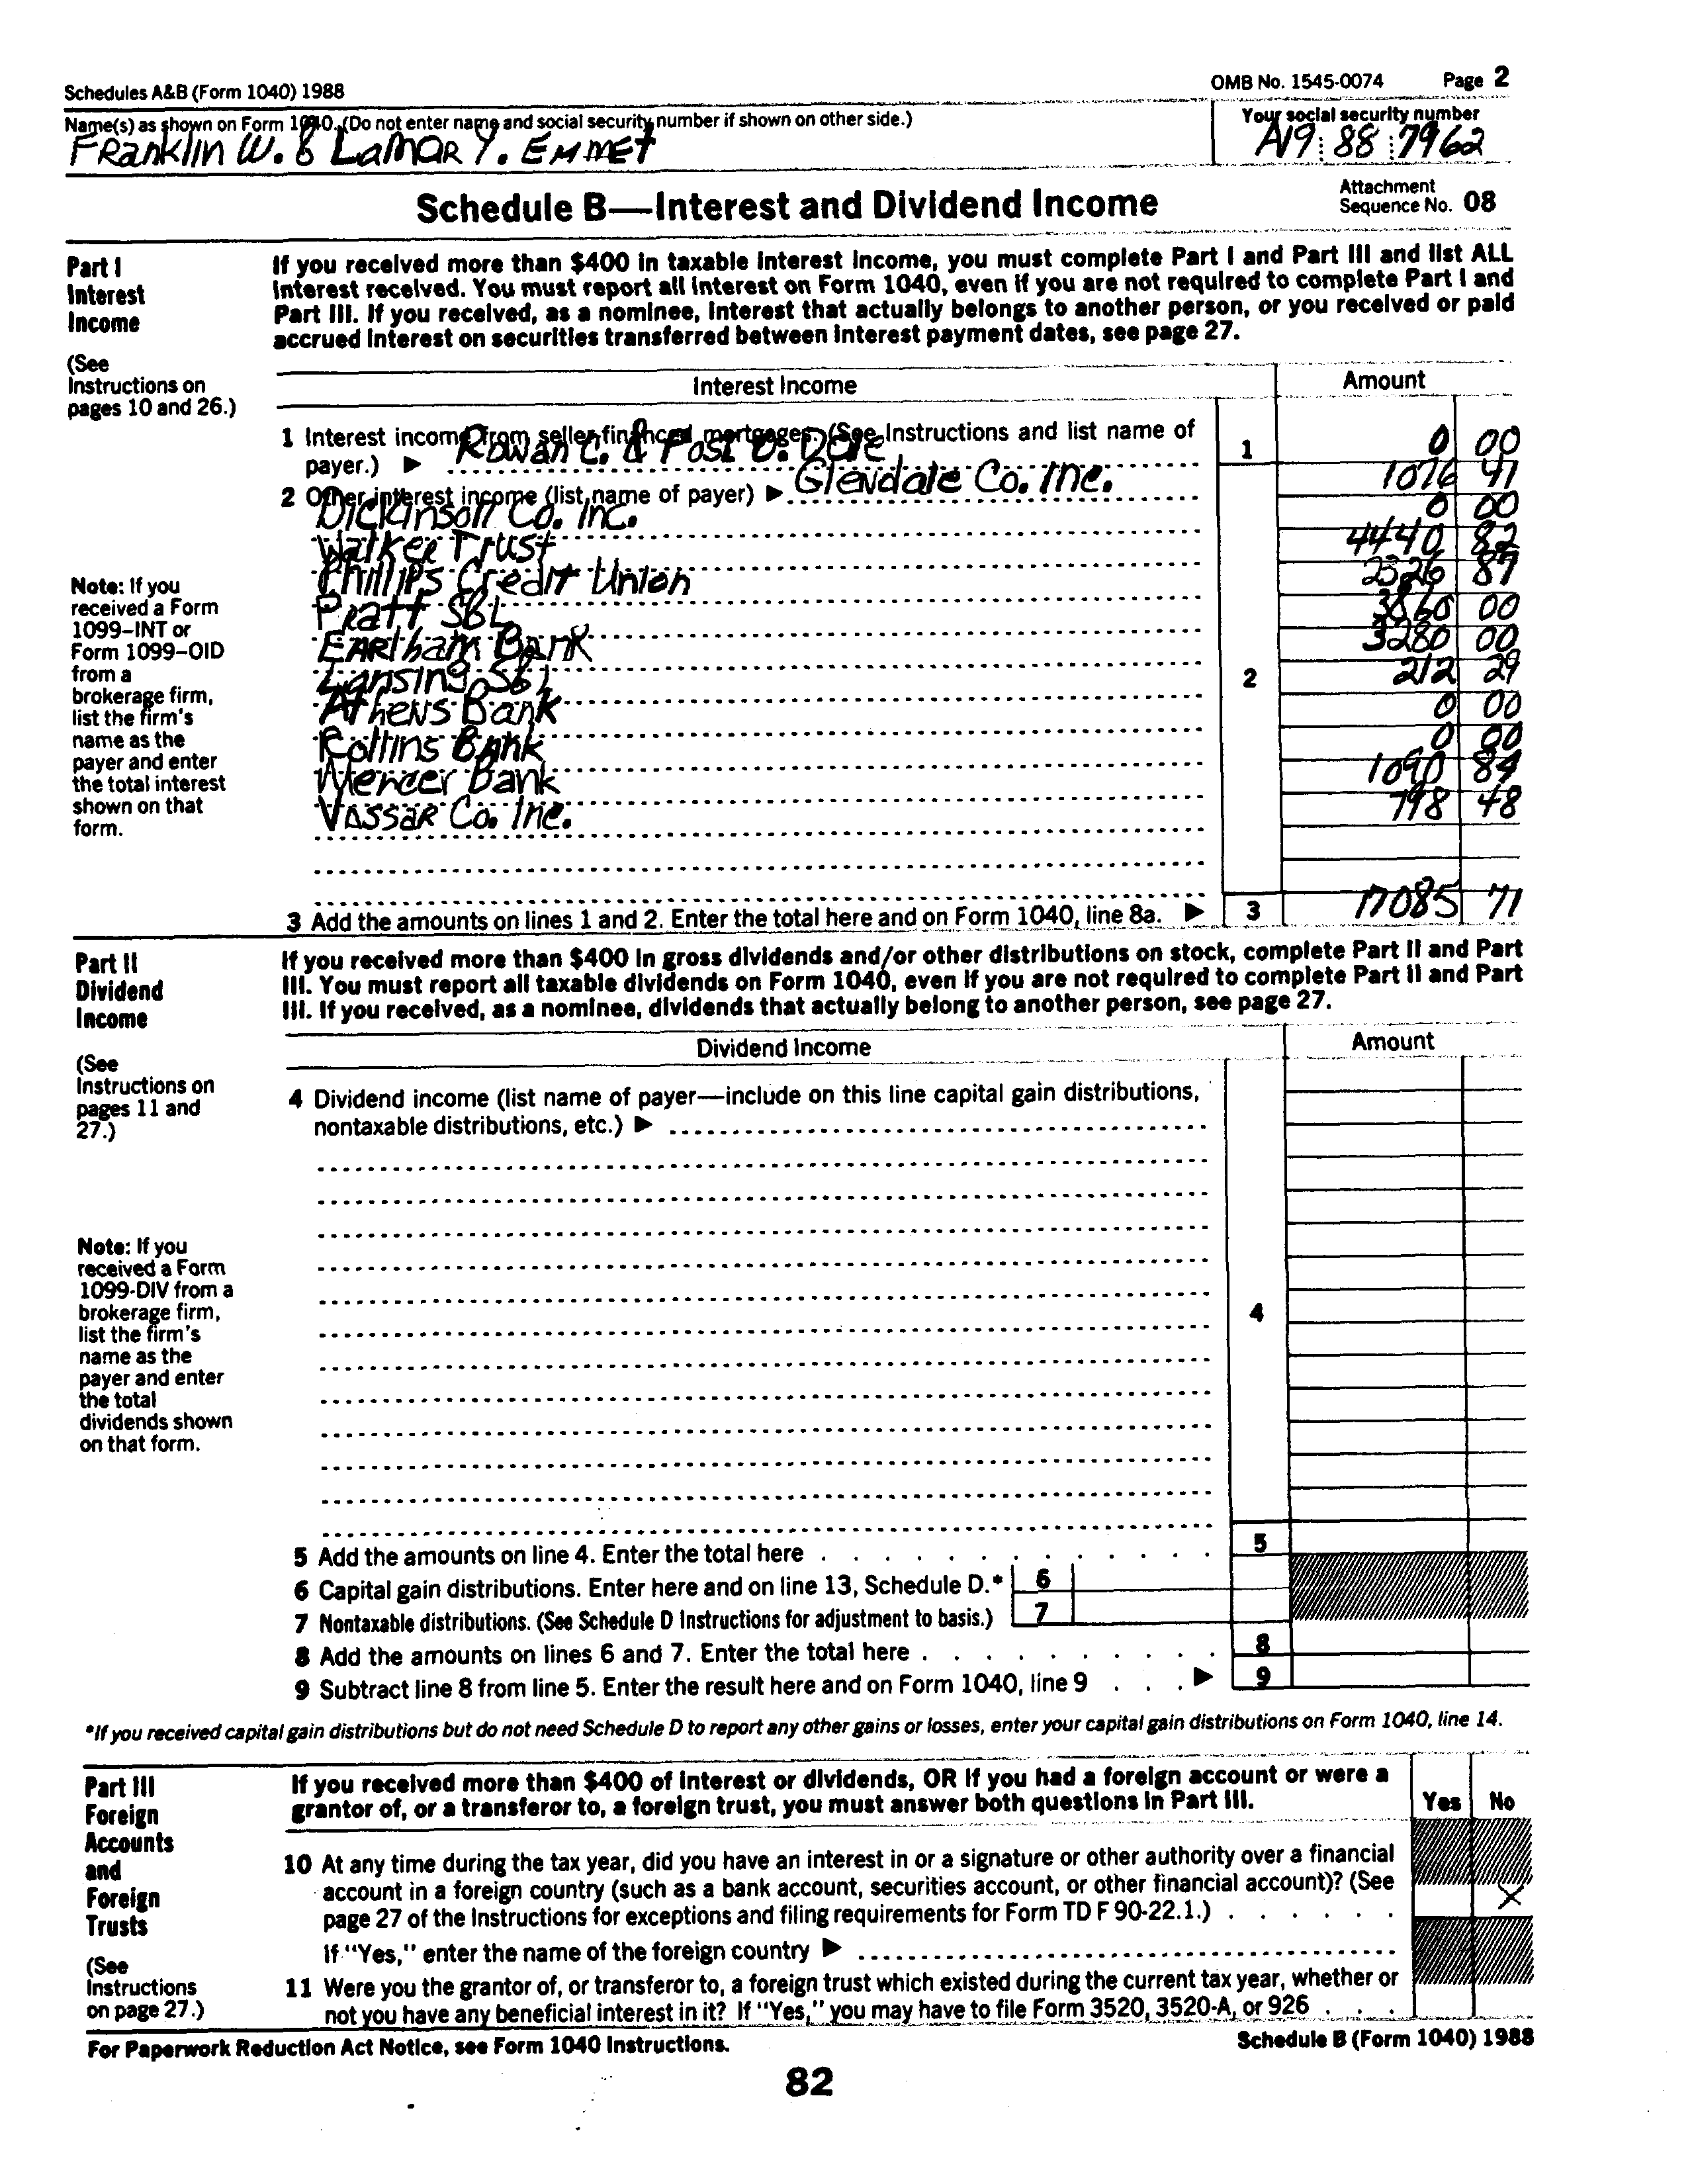 Schedules A&B (Form 1040) 1988
OMB No. 1545-0074 Page 2
Name(s) as shown on Form 1040. (Do not enter name and social security number if shown on other side.)
Your social security number
Franklin W. & Lamar Y. Emmet
88 7962
Schedule B—Interest and Dividend Income
Attachment
Sequence No. 08
Part I
Interest
Income
(See
Instructions on
pages 10 and 26.)
If you received more than $400 in taxable interest income, you must complete Part I and Part III and list ALL
interest received. You must report all interest on Form 1040, even if you are not required to complete Part I and
Part III. If you received, as a nominee, interest that actually belongs to another person, or you received or paid
accrued interest on securities transferred between interest payment dates, see page 27.
Interest Income
Amount
1 Interest income from seller-financed mortgages. (See Instructions and list name of
payer.) ▶ Rowan C. &
1 0 00
2 Other interest income (list name of payer) ▶ Glendale Co. Inc. 1076 41
Dickinson Co. Inc. 0 00
Walker Trust 4440 82
Phillips Credit Union 2326 87
Pratt S&L 3860 00
Earlham Bank 3280 00
Lansing S&L 212 29
2
Athens Bank 0 00
Rollins Bank 0 00
Mercer Bank 1090 84
Vassar Co. Inc. 798 48
Note: If you
received a Form
1099–INT or
Form 1099–OID
from a
brokerage firm,
list the firm's
name as the
payer and enter
the total interest
shown on that
form.
3 Add the amounts on lines 1 and 2. Enter the total here and on Form 1040, line 8a. ▶ 3 17085 71
Part II
Dividend
Income
(See
Instructions on
pages 11 and
27.)
If you received more than $400 in gross dividends and/or other distributions on stock, complete Part II and Part
III. You must report all taxable dividends on Form 1040, even if you are not required to complete Part II and Part
III. If you received, as a nominee, dividends that actually belong to another person, see page 27.
Dividend Income
Amount
4 Dividend income (list name of payer—include on this line capital gain distributions,
nontaxable distributions, etc.) ▶
Note: If you
received a Form
1099-DIV from a
brokerage firm,
list the firm's
name as the
payer and enter
the total
dividends shown
on that form.
4
5 Add the amounts on line 4. Enter the total here 5
6 Capital gain distributions. Enter here and on line 13, Schedule D.* 6
7 Nontaxable distributions. (See Schedule D Instructions for adjustment to basis.) 7
8 Add the amounts on lines 6 and 7. Enter the total here 8
9 Subtract line 8 from line 5. Enter the result here and on Form 1040, line 9 ▶ 9
*If you received capital gain distributions but do not need Schedule D to report any other gains or losses, enter your capital gain distributions on Form 1040, line 14.
Part III
Foreign
Accounts
and
Foreign
Trusts
(See
Instructions
on page 27.)
If you received more than $400 of interest or dividends, OR if you had a foreign account or were a
grantor of, or a transferor to, a foreign trust, you must answer both questions in Part III.
Yes No
10 At any time during the tax year, did you have an interest in or a signature or other authority over a financial
account in a foreign country (such as a bank account, securities account, or other financial account)? (See
page 27 of the Instructions for exceptions and filing requirements for Form TD F 90-22.1.) X
If "Yes," enter the name of the foreign country ▶
11 Were you the grantor of, or transferor to, a foreign trust which existed during the current tax year, whether or
not you have any beneficial interest in it? If "Yes," you may have to file Form 3520, 3520-A, or 926
For Paperwork Reduction Act Notice, see Form 1040 Instructions.
Schedule B (Form 1040) 1988
82